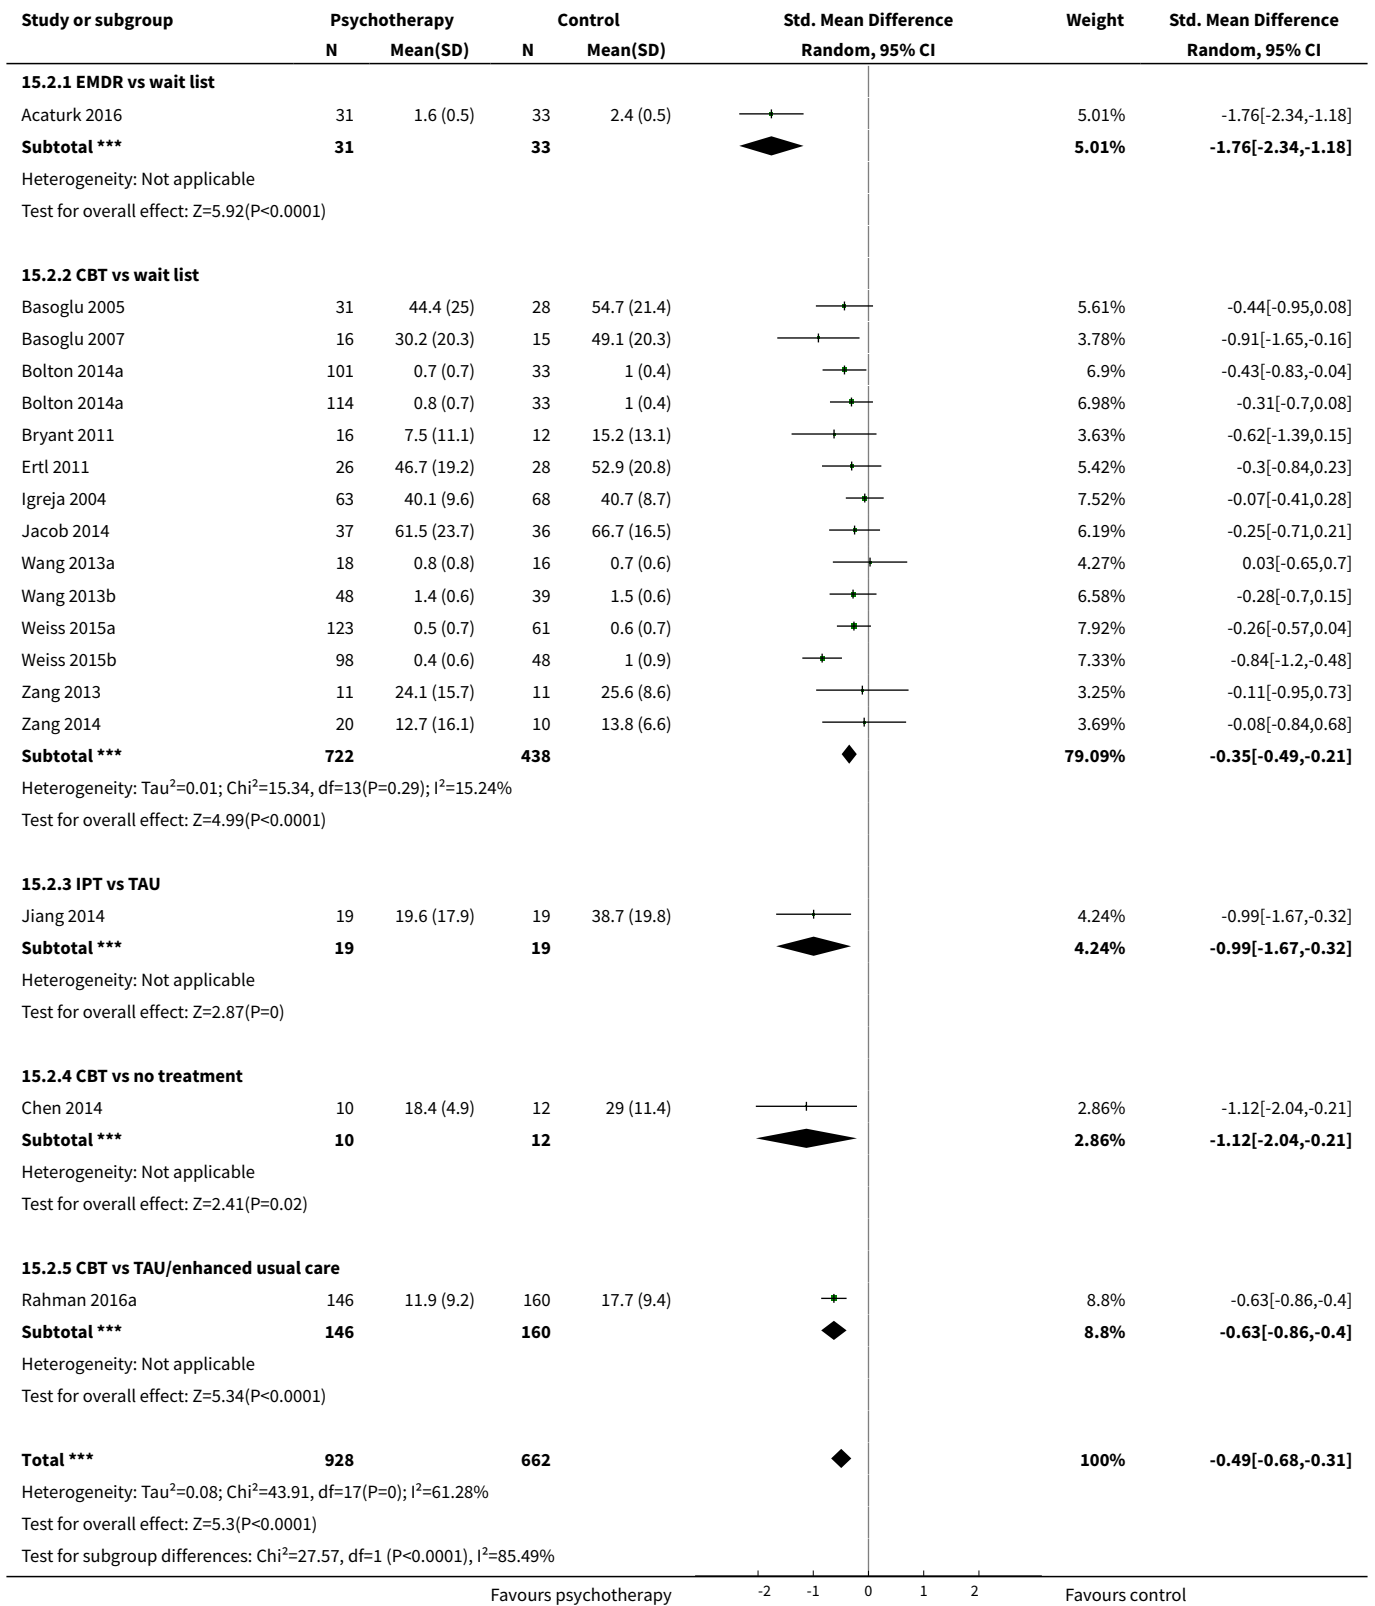 Study or subgroup Psychotherapy Control Std. Mean Difference Weight Std. Mean Difference
N Mean(SD) N Mean(SD) Random, 95% CI Random, 95% CI
15.2.1 EMDR vs wait list
Acaturk 2016 31 1.6 (0.5) 33 2.4 (0.5) 5.01% -1.76[-2.34,-1.18]
Subtotal *** 31 33 5.01% -1.76[-2.34,-1.18]
Heterogeneity: Not applicable
Test for overall effect: Z=5.92(P<0.0001)
15.2.2 CBT vs wait list
Basoglu 2005 31 44.4 (25) 28 54.7 (21.4) 5.61% -0.44[-0.95,0.08]
Basoglu 2007 16 30.2 (20.3) 15 49.1 (20.3) 3.78% -0.91[-1.65,-0.16]
Bolton 2014a 101 0.7 (0.7) 33 1 (0.4) 6.9% -0.43[-0.83,-0.04]
Bolton 2014a 114 0.8 (0.7) 33 1 (0.4) 6.98% -0.31[-0.7,0.08]
Bryant 2011 16 7.5 (11.1) 12 15.2 (13.1) 3.63% -0.62[-1.39,0.15]
Ertl 2011 26 46.7 (19.2) 28 52.9 (20.8) 5.42% -0.3[-0.84,0.23]
Igreja 2004 63 40.1 (9.6) 68 40.7 (8.7) 7.52% -0.07[-0.41,0.28]
Jacob 2014 37 61.5 (23.7) 36 66.7 (16.5) 6.19% -0.25[-0.71,0.21]
Wang 2013a 18 0.8 (0.8) 16 0.7 (0.6) 4.27% 0.03[-0.65,0.7]
Wang 2013b 48 1.4 (0.6) 39 1.5 (0.6) 6.58% -0.28[-0.7,0.15]
Weiss 2015a 123 0.5 (0.7) 61 0.6 (0.7) 7.92% -0.26[-0.57,0.04]
Weiss 2015b 98 0.4 (0.6) 48 1 (0.9) 7.33% -0.84[-1.2,-0.48]
Zang 2013 11 24.1 (15.7) 11 25.6 (8.6) 3.25% -0.11[-0.95,0.73]
Zang 2014 20 12.7 (16.1) 10 13.8 (6.6) 3.69% -0.08[-0.84,0.68]
Subtotal *** 722 438 79.09% -0.35[-0.49,-0.21]
Heterogeneity: Tau²=0.01; Chi²=15.34, df=13(P=0.29); I²=15.24%
Test for overall effect: Z=4.99(P<0.0001)
15.2.3 IPT vs TAU
Jiang 2014 19 19.6 (17.9) 19 38.7 (19.8) 4.24% -0.99[-1.67,-0.32]
Subtotal *** 19 19 4.24% -0.99[-1.67,-0.32]
Heterogeneity: Not applicable
Test for overall effect: Z=2.87(P=0)
15.2.4 CBT vs no treatment
Chen 2014 10 18.4 (4.9) 12 29 (11.4) 2.86% -1.12[-2.04,-0.21]
Subtotal *** 10 12 2.86% -1.12[-2.04,-0.21]
Heterogeneity: Not applicable
Test for overall effect: Z=2.41(P=0.02)
15.2.5 CBT vs TAU/enhanced usual care
Rahman 2016a 146 11.9 (9.2) 160 17.7 (9.4) 8.8% -0.63[-0.86,-0.4]
Subtotal *** 146 160 8.8% -0.63[-0.86,-0.4]
Heterogeneity: Not applicable
Test for overall effect: Z=5.34(P<0.0001)
Total *** 928 662 100% -0.49[-0.68,-0.31]
Heterogeneity: Tau²=0.08; Chi²=43.91, df=17(P=0); I²=61.28%
Test for overall effect: Z=5.3(P<0.0001)
Test for subgroup differences: Chi²=27.57, df=1 (P<0.0001), I²=85.49%
Favours psychotherapy -2 -1 0 1 2 Favours control